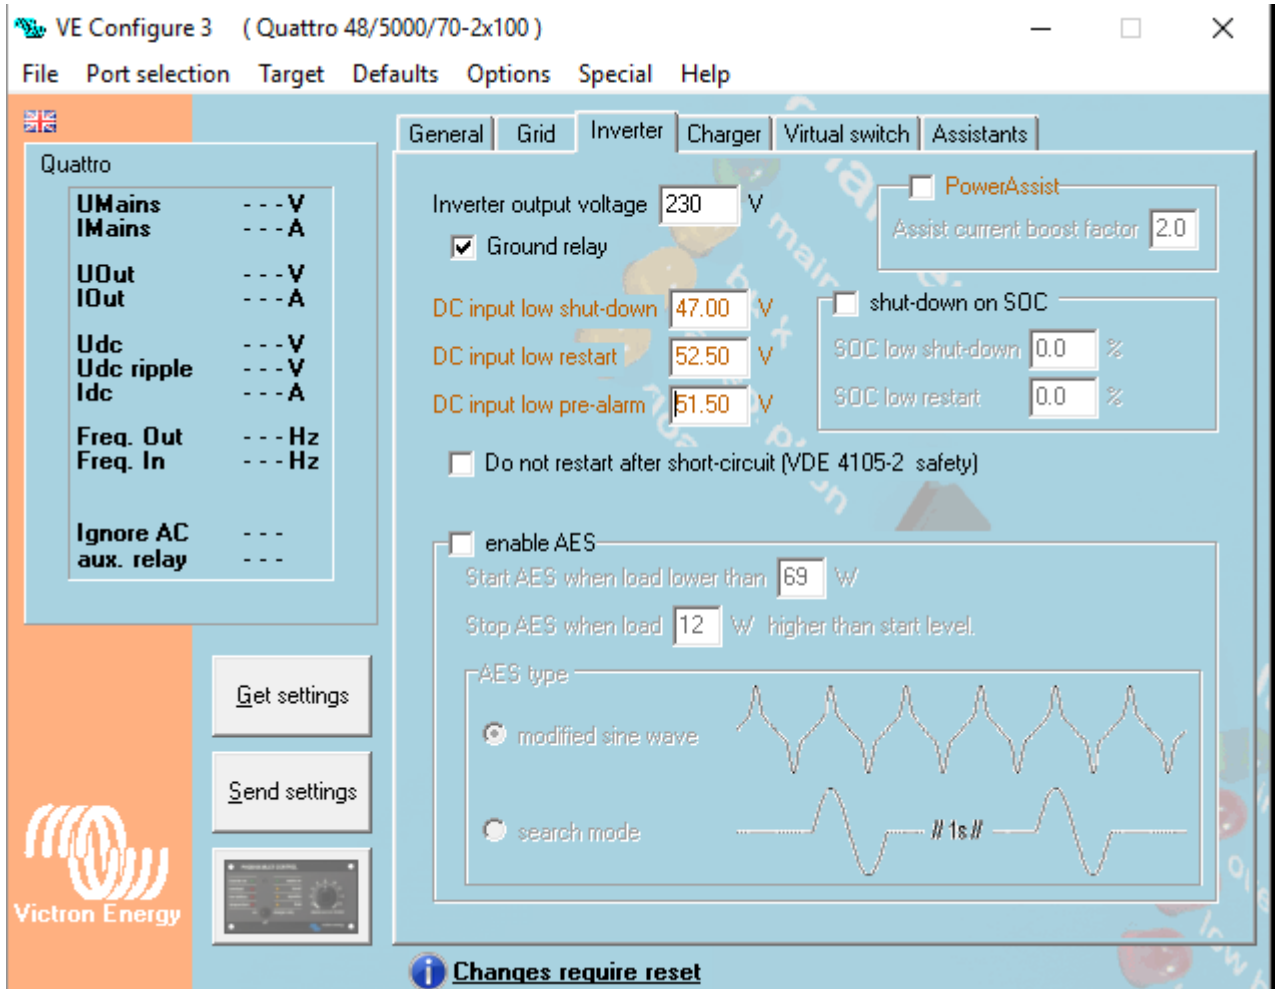 VE Configure 3 ( Quattro 48/5000/70-2x100 )
File Port selection Target Defaults Options Special Help
General Grid Inverter Charger Virtual switch Assistants
Quattro
UMains - - - V
IMains - - - A
UOut - - - V
IOut - - - A
Udc - - - V
Udc ripple - - - V
Idc - - - A
Freq. Out - - - Hz
Freq. In - - - Hz
Ignore AC - - -
aux. relay - - -
Get settings
Send settings
Victron Energy
Inverter output voltage 230 V
Ground relay
PowerAssist
Assist current boost factor 2.0
DC input low shut-down 47.00 V
DC input low restart 52.50 V
DC input low pre-alarm 51.50 V
shut-down on SOC
SOC low shut-down 0.0 %
SOC low restart 0.0 %
Do not restart after short-circuit (VDE 4105-2 safety)
enable AES
Start AES when load lower than 69 W
Stop AES when load 12 W higher than start level.
AES type
modified sine wave
search mode
// 1s //
Changes require reset